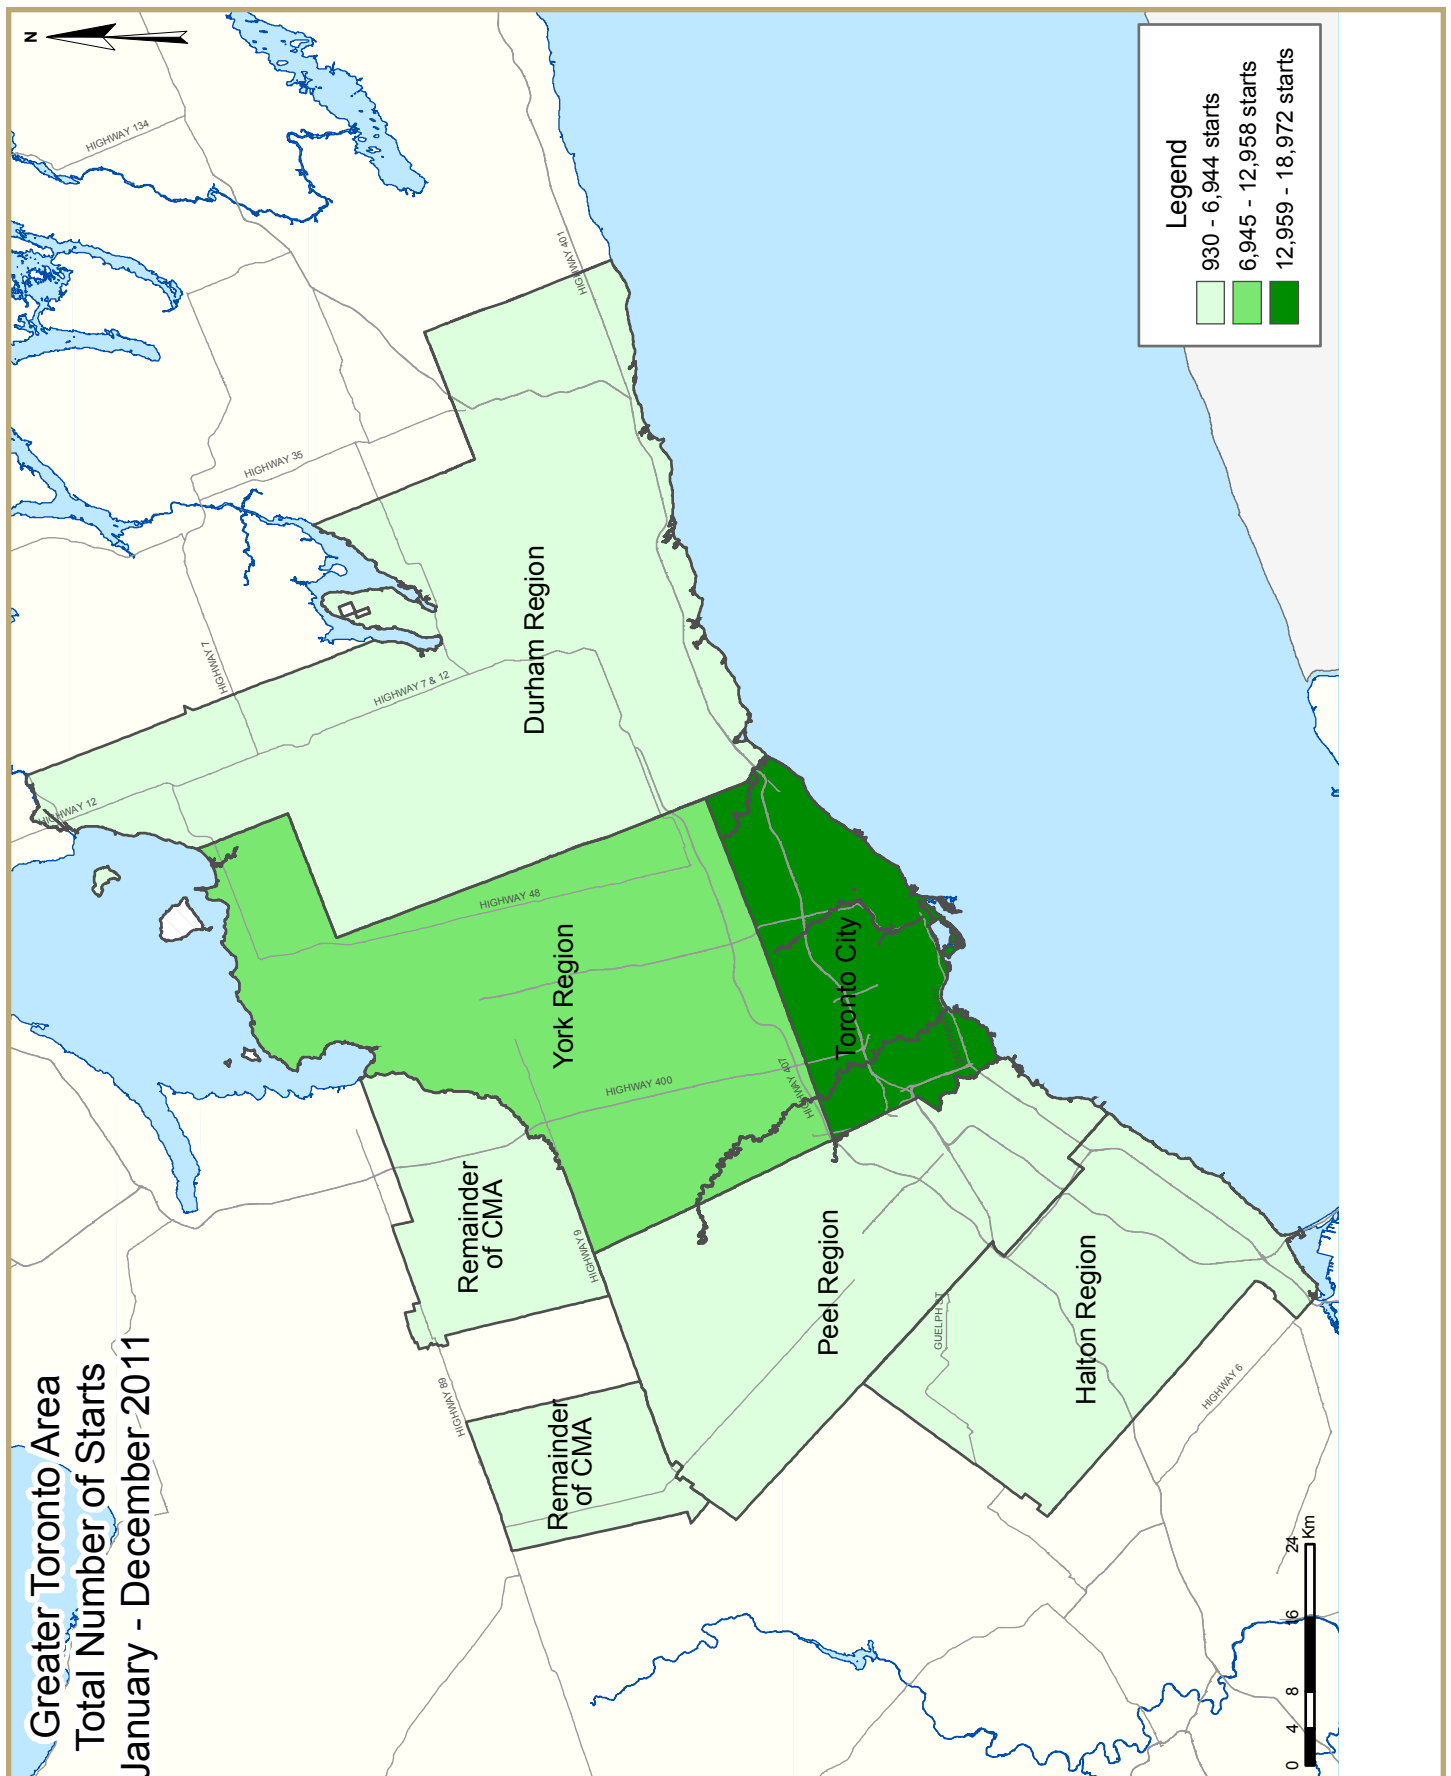 Greater Toronto Area
Total Number of Starts
January - December 2011
N
HIGHWAY 134
HIGHWAY 401
HIGHWAY 35
HIGHWAY 7
HIGHWAY 7 & 12
HIGHWAY 12
Durham Region
HIGHWAY 48
York Region
HIGHWAY 400
HIGHWAY 407
HIGHWAY
Toronto City
Remainder
of CMA
HIGHWAY 9
HIGHWAY 89
Remainder
of CMA
Peel Region
GUELPH ST
Halton Region
HIGHWAY 6
Legend
930 - 6,944 starts
6,945 - 12,958 starts
12,959 - 18,972 starts
0 4 8 16 24
Km